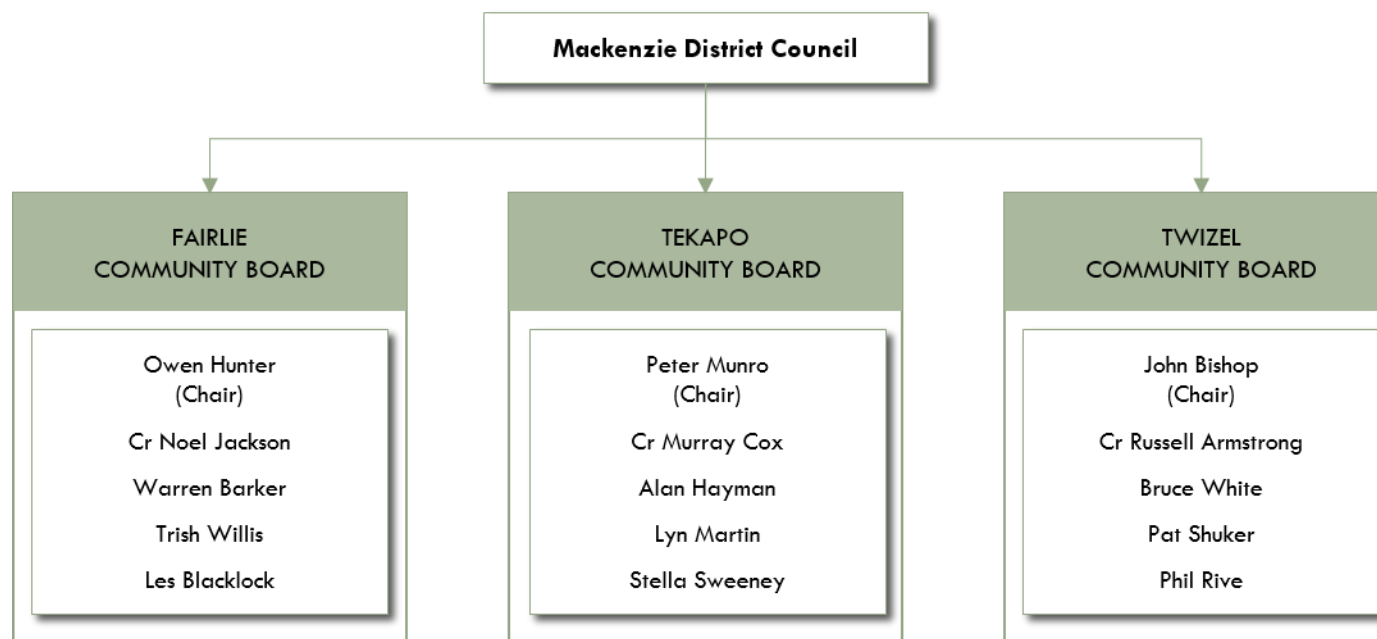 Mackenzie District Council
FAIRLIE
COMMUNITY BOARD
Owen Hunter
(Chair)
Cr Noel Jackson
Warren Barker
Trish Willis
Les Blacklock
TEKAPO
COMMUNITY BOARD
Peter Munro
(Chair)
Cr Murray Cox
Alan Hayman
Lyn Martin
Stella Sweeney
TWIZEL
COMMUNITY BOARD
John Bishop
(Chair)
Cr Russell Armstrong
Bruce White
Pat Shuker
Phil Rive